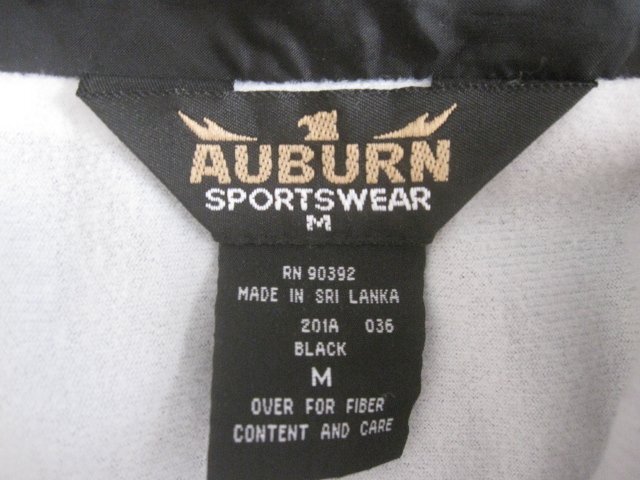 AUBURN
SPORTSWEAR
M
RN 90392
MADE IN SRI LANKA
201A 036
BLACK
M
OVER FOR FIBER
CONTENT AND CARE